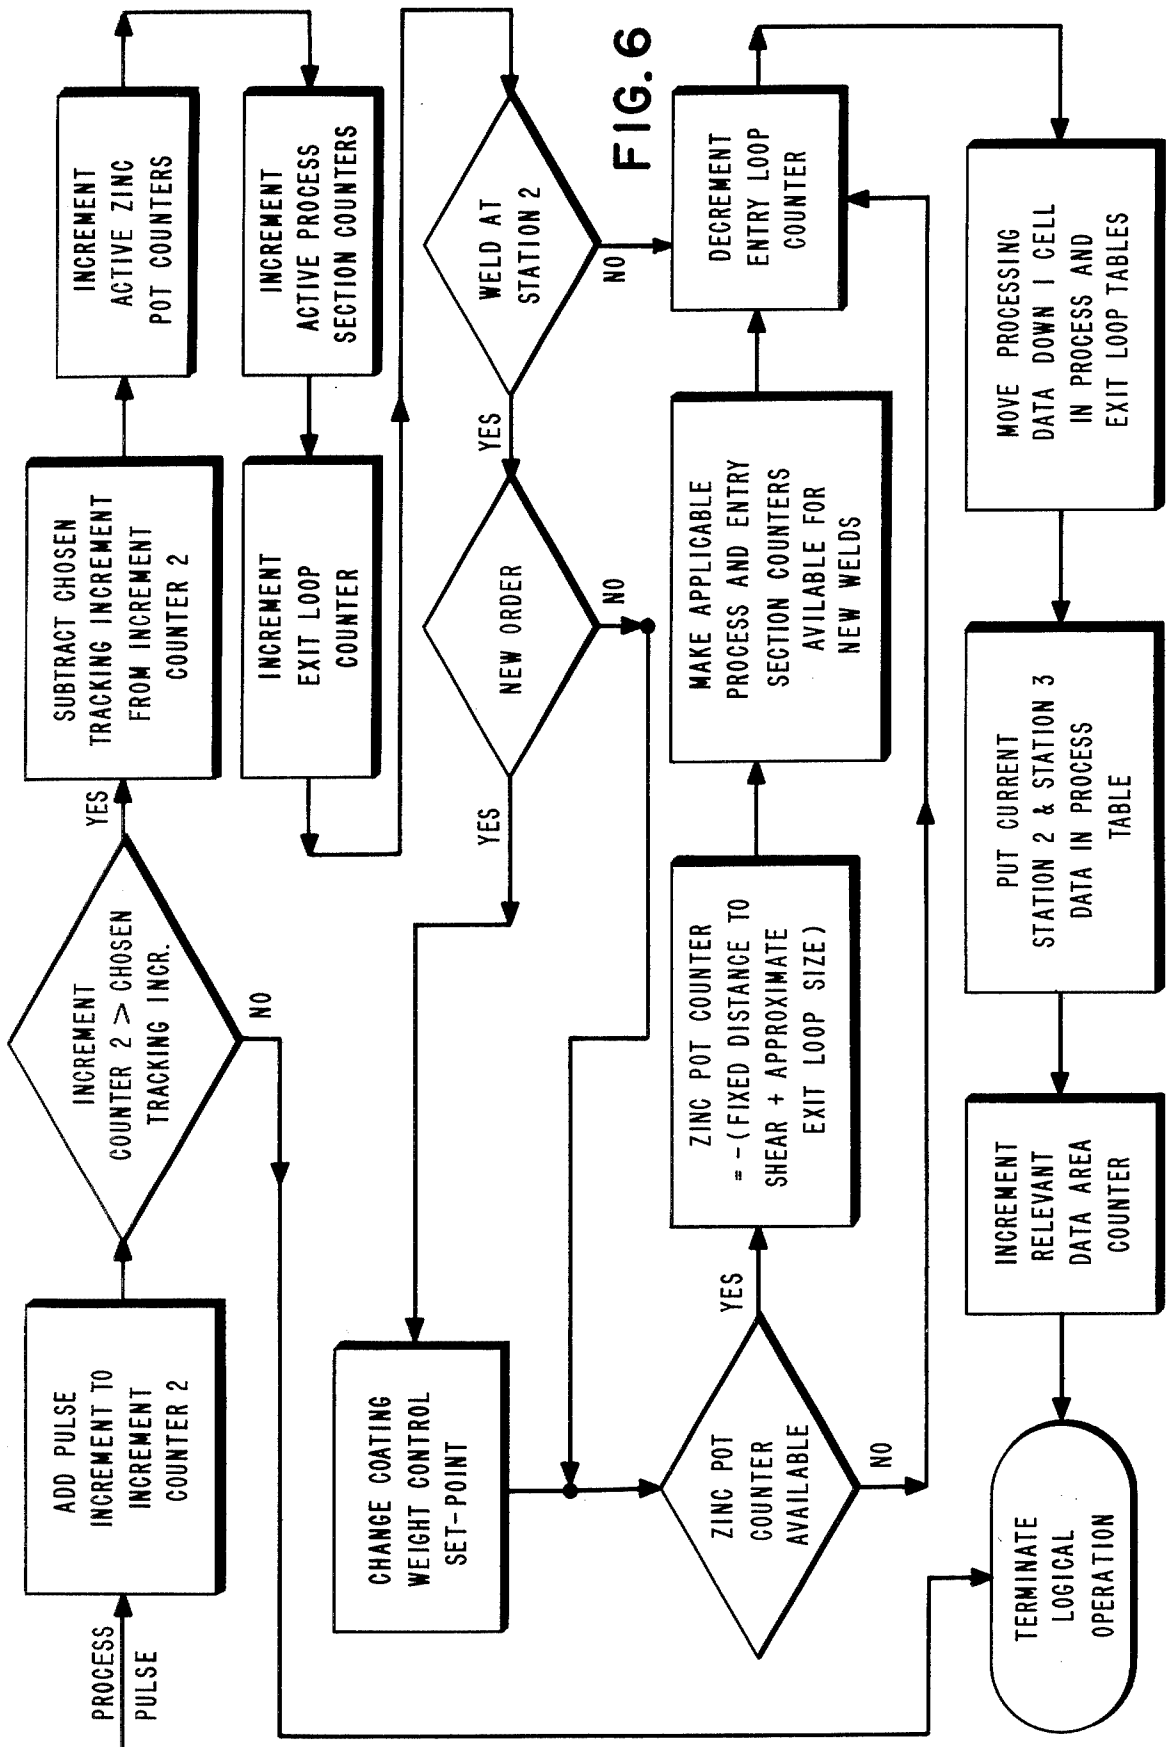 PROCESS
PULSE
ADD PULSE
INCREMENT TO
INCREMENT
COUNTER 2
INCREMENT
COUNTER 2 > CHOSEN
TRACKING INCR.
YES
NO
SUBTRACT CHOSEN
TRACKING INCREMENT
FROM INCREMENT
COUNTER 2
INCREMENT
ACTIVE ZINC
POT COUNTERS
INCREMENT
ACTIVE PROCESS
SECTION COUNTERS
INCREMENT
EXIT LOOP
COUNTER
WELD AT
STATION 2
YES
NO
NEW ORDER
YES
NO
CHANGE COATING
WEIGHT CONTROL
SET-POINT
ZINC POT
COUNTER
AVAILABLE
YES
NO
ZINC POT COUNTER
= -(FIXED DISTANCE TO
SHEAR + APPROXIMATE
EXIT LOOP SIZE)
MAKE APPLICABLE
PROCESS AND ENTRY
SECTION COUNTERS
AVILABLE FOR
NEW WELDS
DECREMENT
ENTRY LOOP
COUNTER
MOVE PROCESSING
DATA DOWN 1 CELL
IN PROCESS AND
EXIT LOOP TABLES
PUT CURRENT
STATION 2 & STATION 3
DATA IN PROCESS
TABLE
INCREMENT
RELEVANT
DATA AREA
COUNTER
TERMINATE
LOGICAL
OPERATION
FIG. 6